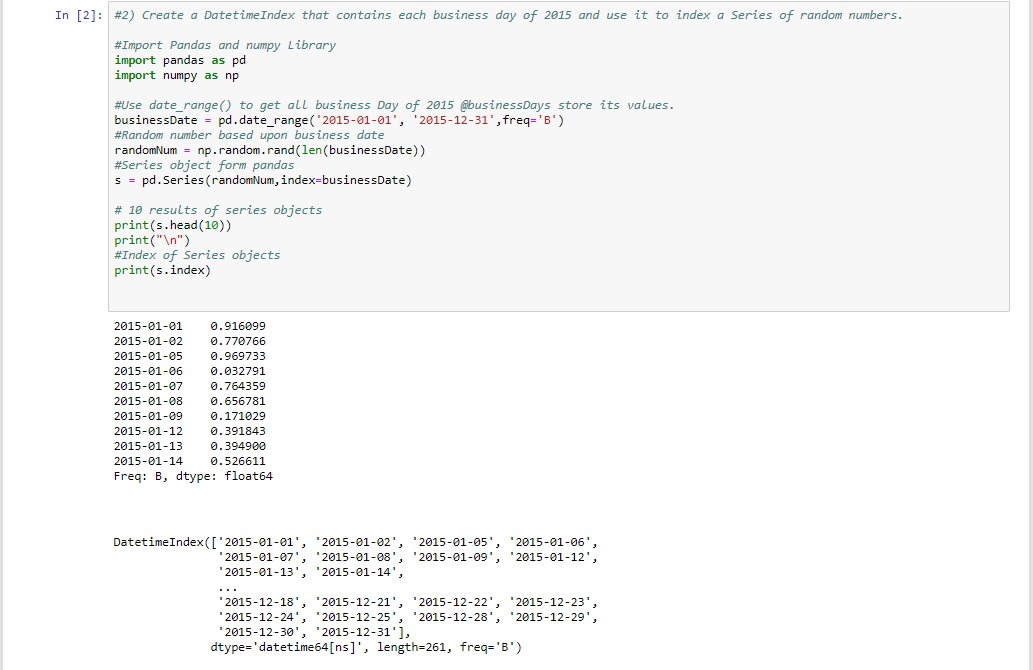 In [2]: #2) Create a DatetimeIndex that contains each business day of 2015 and use it to index a Series of random numbers.
#Import Pandas and numpy Library
import pandas as pd
import numpy as np
#Use date_range() to get all business Day of 2015 @businessDays store its values.
businessDate = pd.date_range('2015-01-01', '2015-12-31',freq='B')
#Random number based upon business date
randomNum = np.random.rand(len(businessDate))
#Series object form pandas
s = pd.Series(randomNum,index=businessDate)
# 10 results of series objects
print(s.head(10))
print("\n")
#Index of Series objects
print(s.index)
2015-01-01    0.916099
2015-01-02    0.770766
2015-01-05    0.969733
2015-01-06    0.032791
2015-01-07    0.764359
2015-01-08    0.656781
2015-01-09    0.171029
2015-01-12    0.391843
2015-01-13    0.394900
2015-01-14    0.526611
Freq: B, dtype: float64
DatetimeIndex(['2015-01-01', '2015-01-02', '2015-01-05', '2015-01-06',
'2015-01-07', '2015-01-08', '2015-01-09', '2015-01-12',
'2015-01-13', '2015-01-14',
...
'2015-12-18', '2015-12-21', '2015-12-22', '2015-12-23',
'2015-12-24', '2015-12-25', '2015-12-28', '2015-12-29',
'2015-12-30', '2015-12-31'],
dtype='datetime64[ns]', length=261, freq='B')